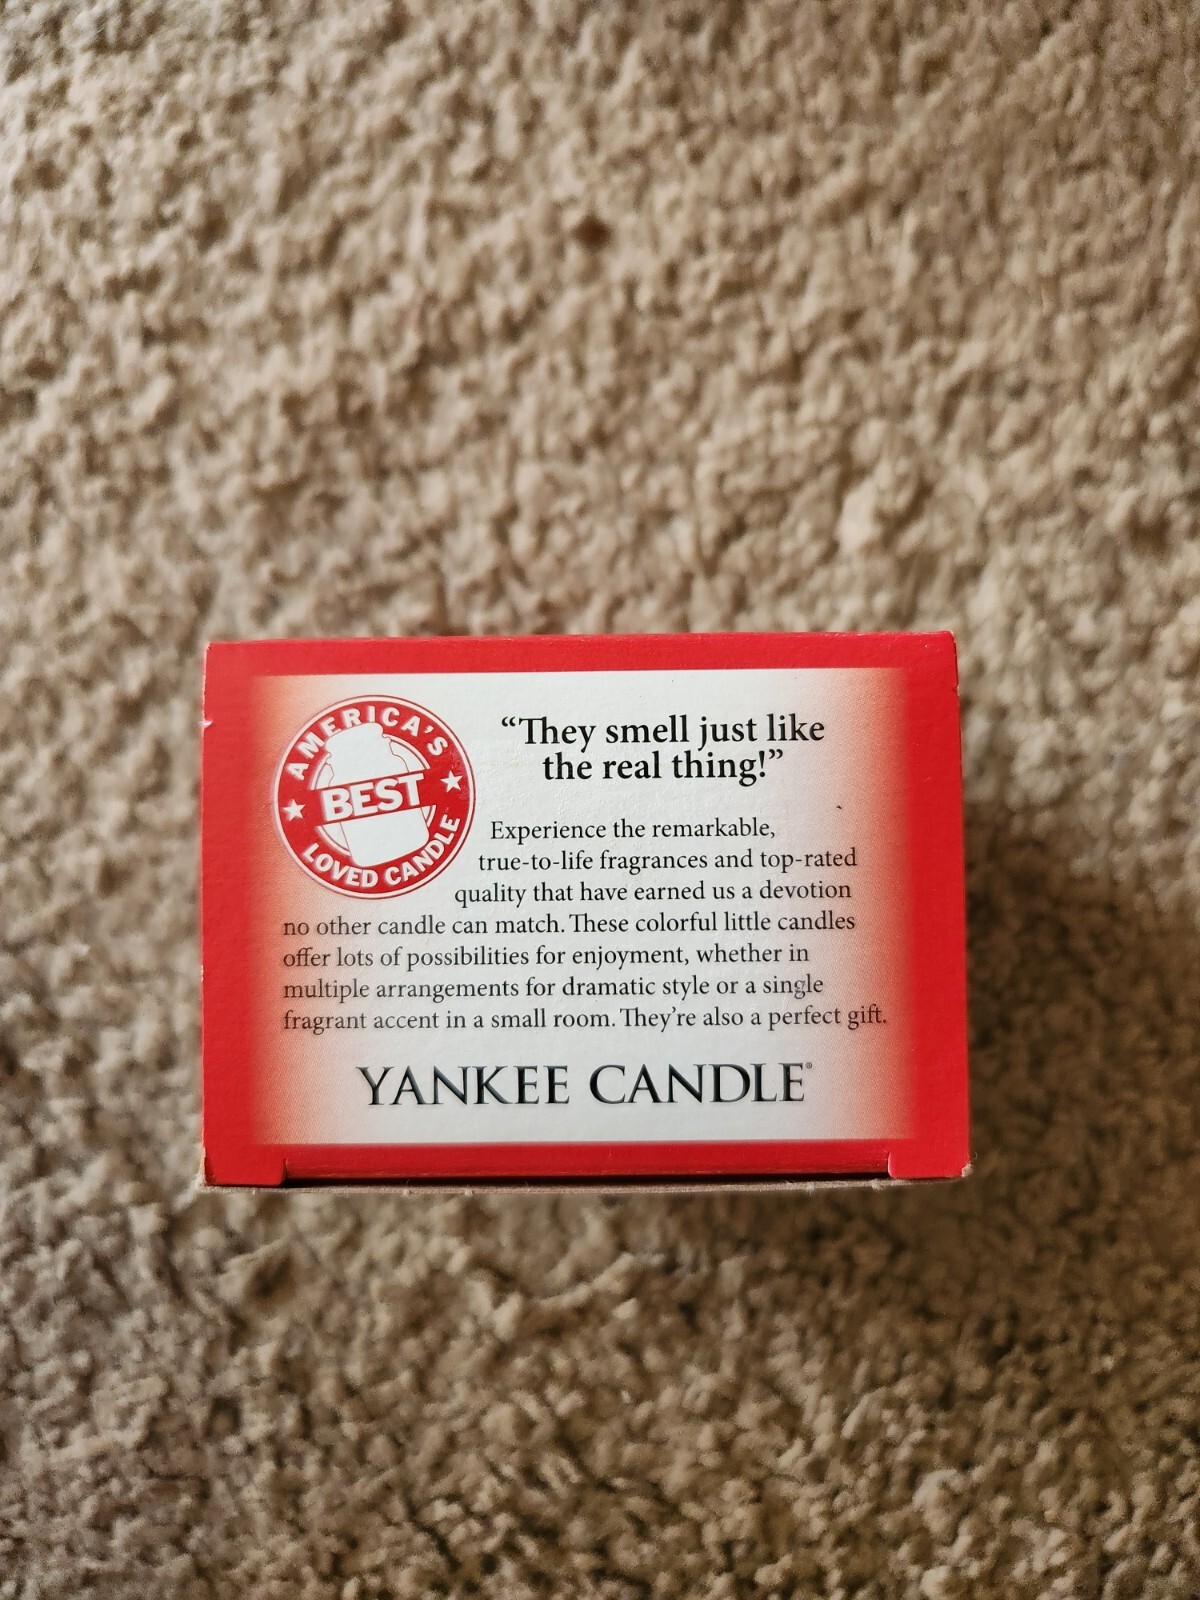 AMERICA'S
BEST
LOVED CANDLE
“They smell just like
the real thing!”
Experience the remarkable,
true-to-life fragrances and top-rated
quality that have earned us a devotion
no other candle can match. These colorful little candles
offer lots of possibilities for enjoyment, whether in
multiple arrangements for dramatic style or a single
fragrant accent in a small room. They’re also a perfect gift.
YANKEE CANDLE®